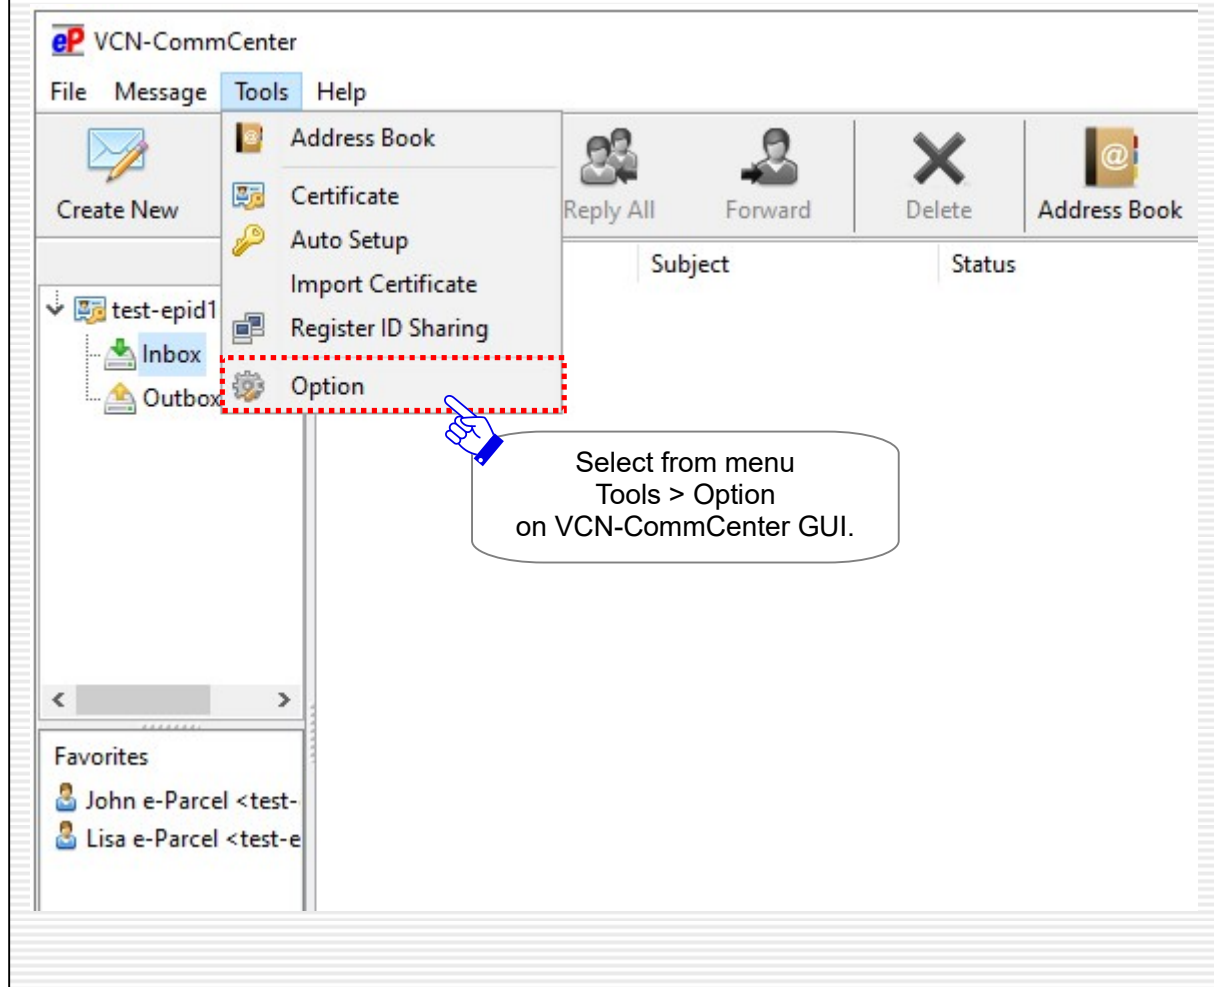 eP VCN-CommCenter
File Message Tools Help
Address Book
Certificate
Auto Setup
Import Certificate
Register ID Sharing
Option
Create New
Reply All
Forward
Delete
Address Book
Subject
Status
test-epid1
Inbox
Outbox
Select from menu
Tools > Option
on VCN-CommCenter GUI.
Favorites
John e-Parcel <test-
Lisa e-Parcel <test-e